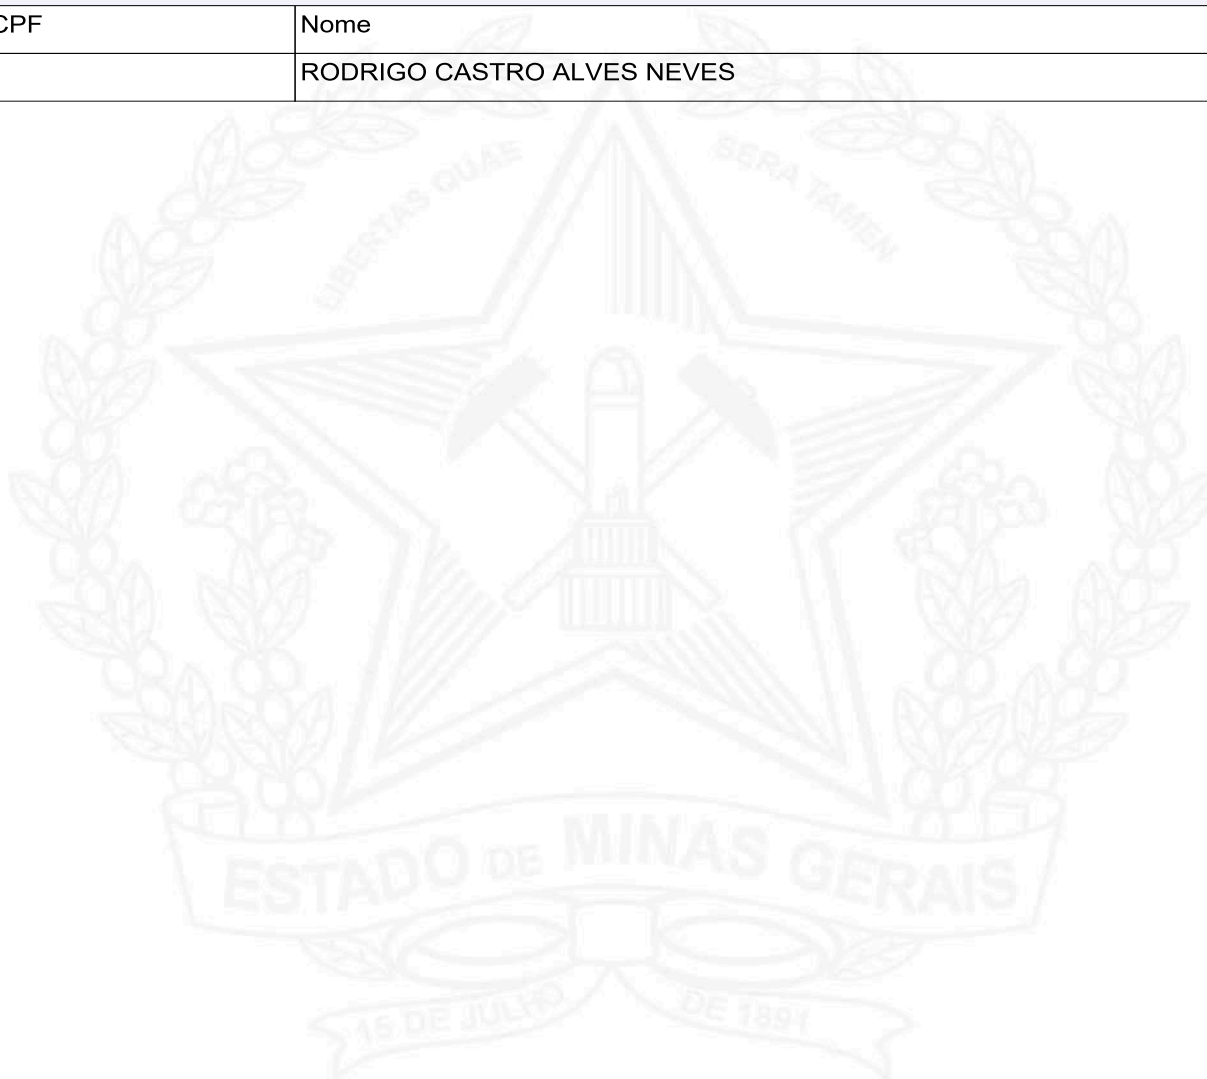 CPF Nome
RODRIGO CASTRO ALVES NEVES
LIBERTAS QUAE SERA TAMEN
ESTADO DE MINAS GERAIS
15 DE JULHO DE 1891